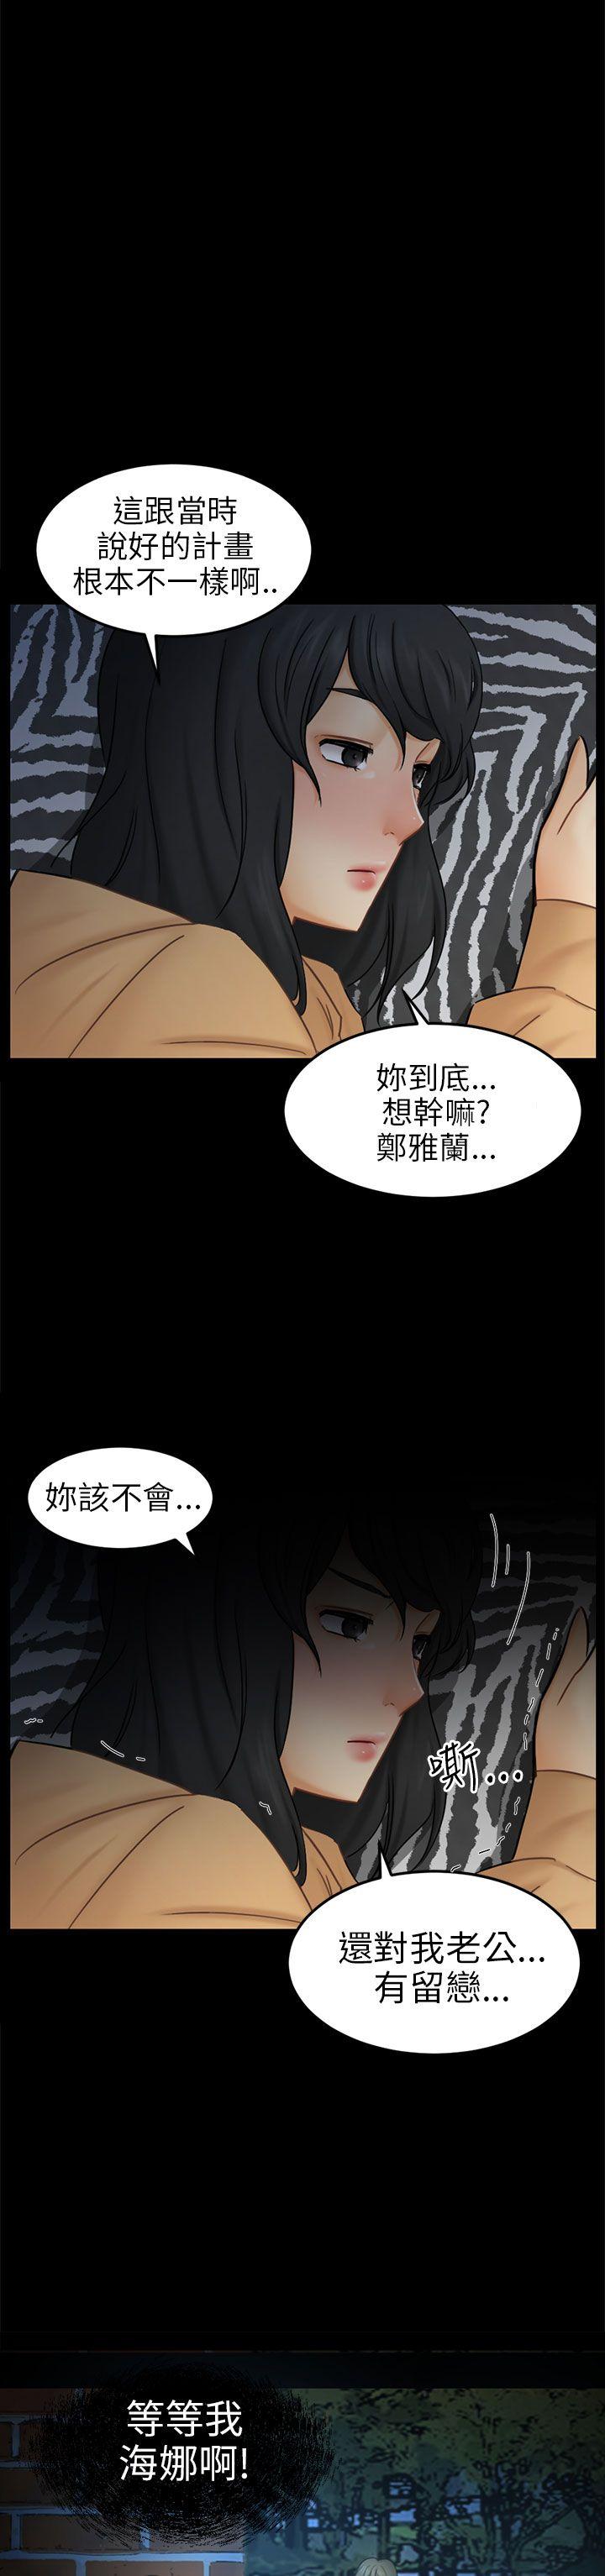 這跟當時
說好的計畫
根本不一樣啊..
妳到底...
想幹嘛?
鄭雅蘭...
妳該不會...
嘶...
還對我老公...
有留戀...
等等我
海娜啊!